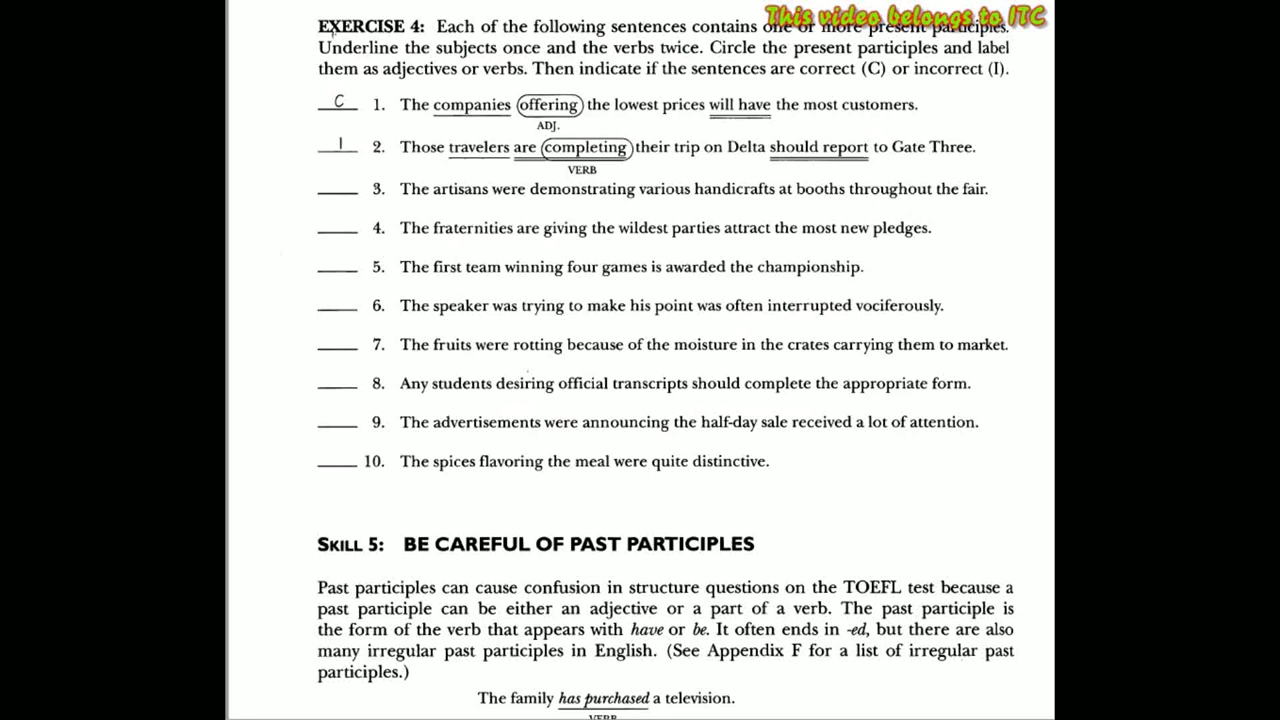 This video belongs to ITC
EXERCISE 4: Each of the following sentences contains one or more present participles.
Underline the subjects once and the verbs twice. Circle the present participles and label
them as adjectives or verbs. Then indicate if the sentences are correct (C) or incorrect (I).
C 1. The companies offering the lowest prices will have the most customers.
ADJ.
I 2. Those travelers are completing their trip on Delta should report to Gate Three.
VERB
____ 3. The artisans were demonstrating various handicrafts at booths throughout the fair.
____ 4. The fraternities are giving the wildest parties attract the most new pledges.
____ 5. The first team winning four games is awarded the championship.
____ 6. The speaker was trying to make his point was often interrupted vociferously.
____ 7. The fruits were rotting because of the moisture in the crates carrying them to market.
____ 8. Any students desiring official transcripts should complete the appropriate form.
____ 9. The advertisements were announcing the half-day sale received a lot of attention.
____ 10. The spices flavoring the meal were quite distinctive.
SKILL 5: BE CAREFUL OF PAST PARTICIPLES
Past participles can cause confusion in structure questions on the TOEFL test because a
past participle can be either an adjective or a part of a verb. The past participle is
the form of the verb that appears with have or be. It often ends in -ed, but there are also
many irregular past participles in English. (See Appendix F for a list of irregular past
participles.)
The family has purchased a television.
VERB